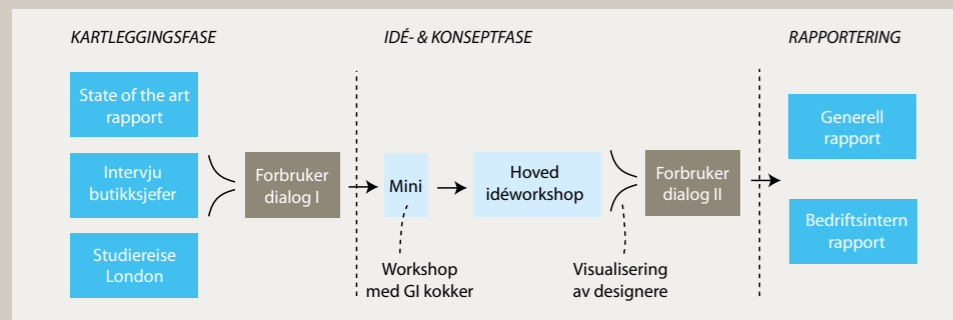 KARTLEGGINGSFASE
State of the art
rapport
Intervju
butikksjefer
Studiereise
London
Forbruker
dialog I
IDÉ- & KONSEPTFASE
Mini
Workshop
med GI kokker
Hoved
idéworkshop
Visualisering
av designere
Forbruker
dialog II
RAPPORTERING
Generell
rapport
Bedriftsintern
rapport